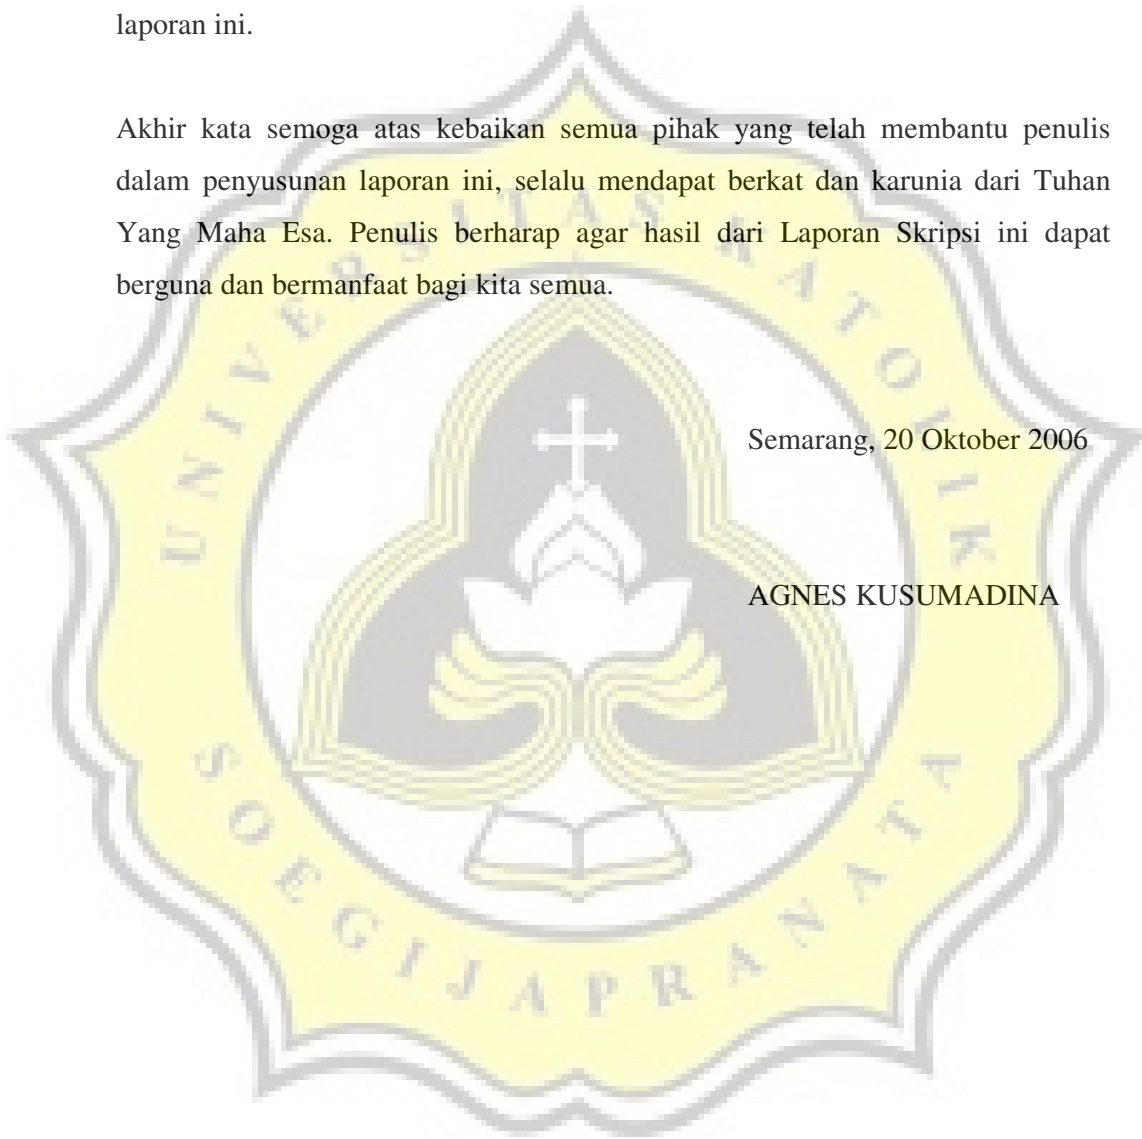 laporan ini.
Akhir kata semoga atas kebaikan semua pihak yang telah membantu penulis
dalam penyusunan laporan ini, selalu mendapat berkat dan karunia dari Tuhan
Yang Maha Esa. Penulis berharap agar hasil dari Laporan Skripsi ini dapat
berguna dan bermanfaat bagi kita semua.
Semarang, 20 Oktober 2006
AGNES KUSUMADINA
UNIVERSITAS KATOLIK
SOEGIJAPRANATA